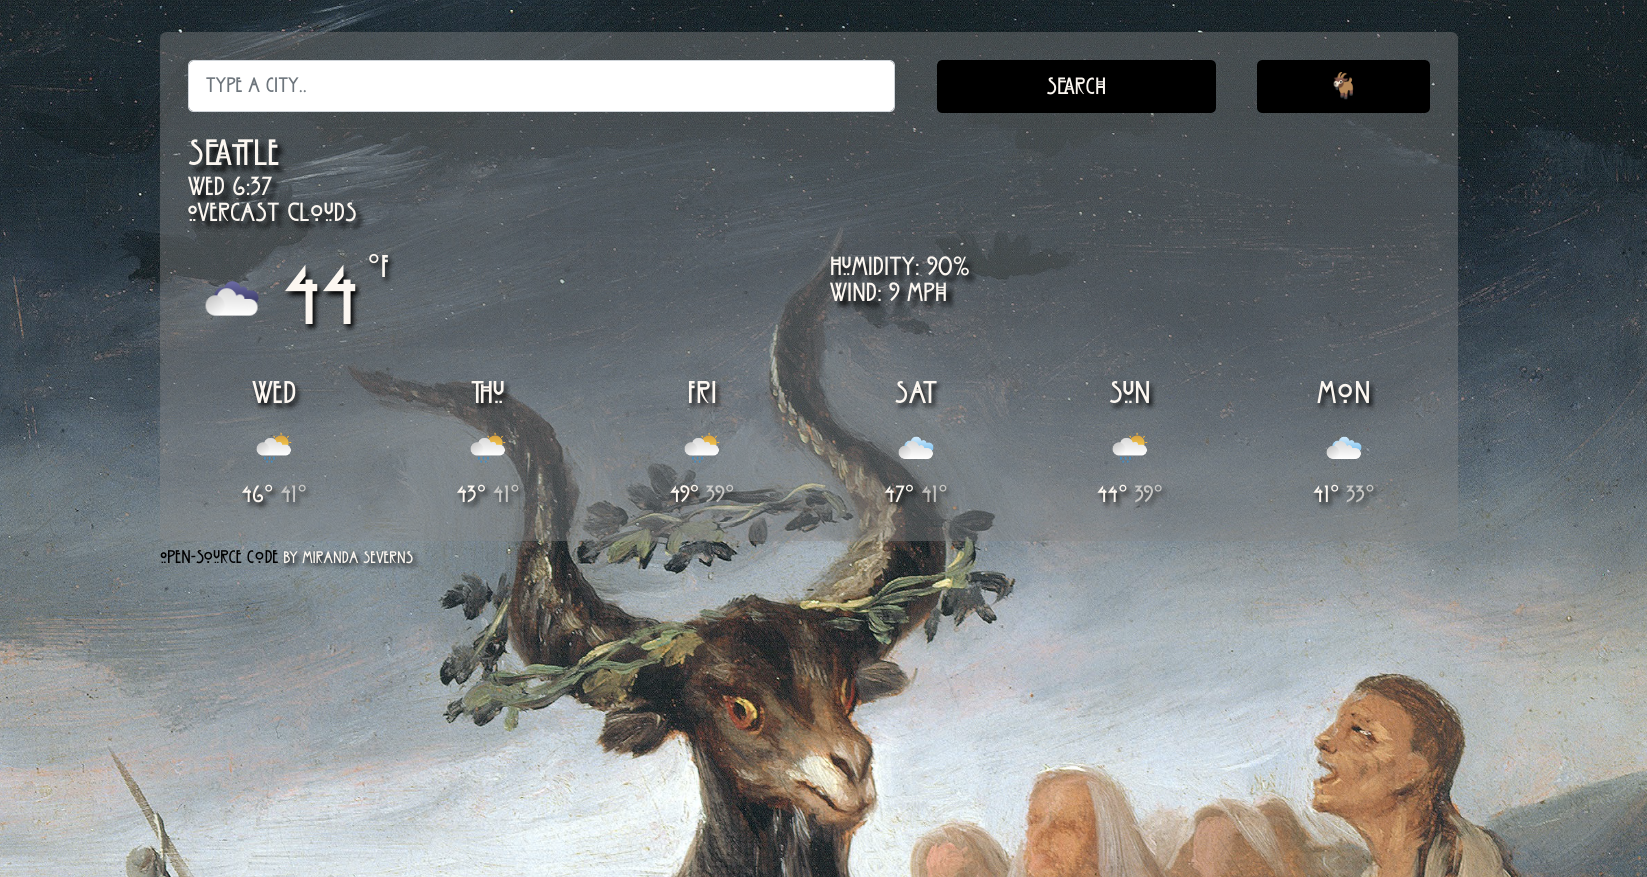 TYPE A CITY..
SEARCH
SEATTLE
WED 6:37
OVERCAST CLOUDS
44 °F
HUMIDITY: 90%
WIND: 9 MPH
WED THU FRI SAT SUN MON
46° 41° 43° 41° 49° 39° 47° 41° 44° 39° 41° 33°
OPEN-SOURCE CODE BY MIRANDA SEVERNS